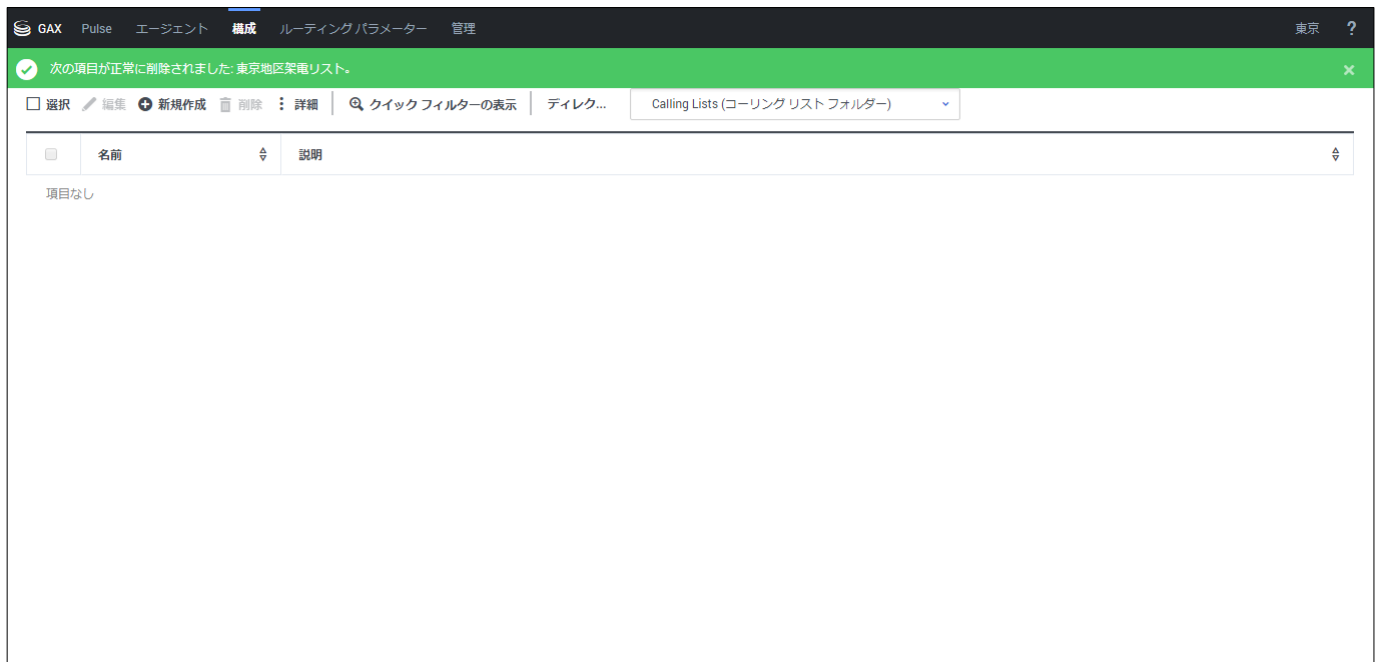 GAX Pulse エージェント 構成 ルーティング パラメーター 管理 東京 ?
次の項目が正常に削除されました: 東京地区架電リスト。 ×
選択 編集 新規作成 削除 詳細 クイック フィルターの表示 ディレク... Calling Lists (コーリング リスト フォルダー)
名前 説明
項目なし